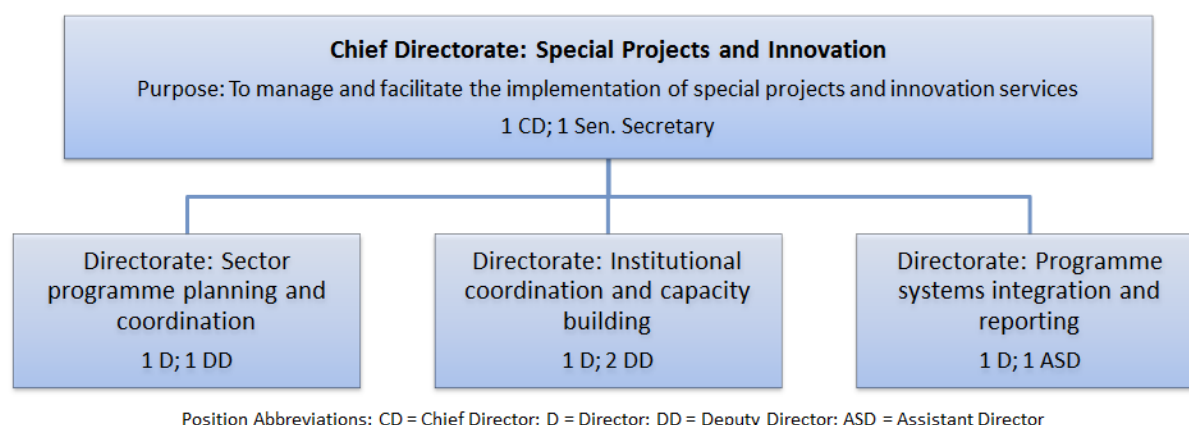 Chief Directorate: Special Projects and Innovation
Purpose: To manage and facilitate the implementation of special projects and innovation services
1 CD; 1 Sen. Secretary
Directorate: Sector
programme planning and
coordination
1 D; 1 DD
Directorate: Institutional
coordination and capacity
building
1 D; 2 DD
Directorate: Programme
systems integration and
reporting
1 D; 1 ASD
Position Abbreviations: CD = Chief Director; D = Director; DD = Deputy Director; ASD = Assistant Director